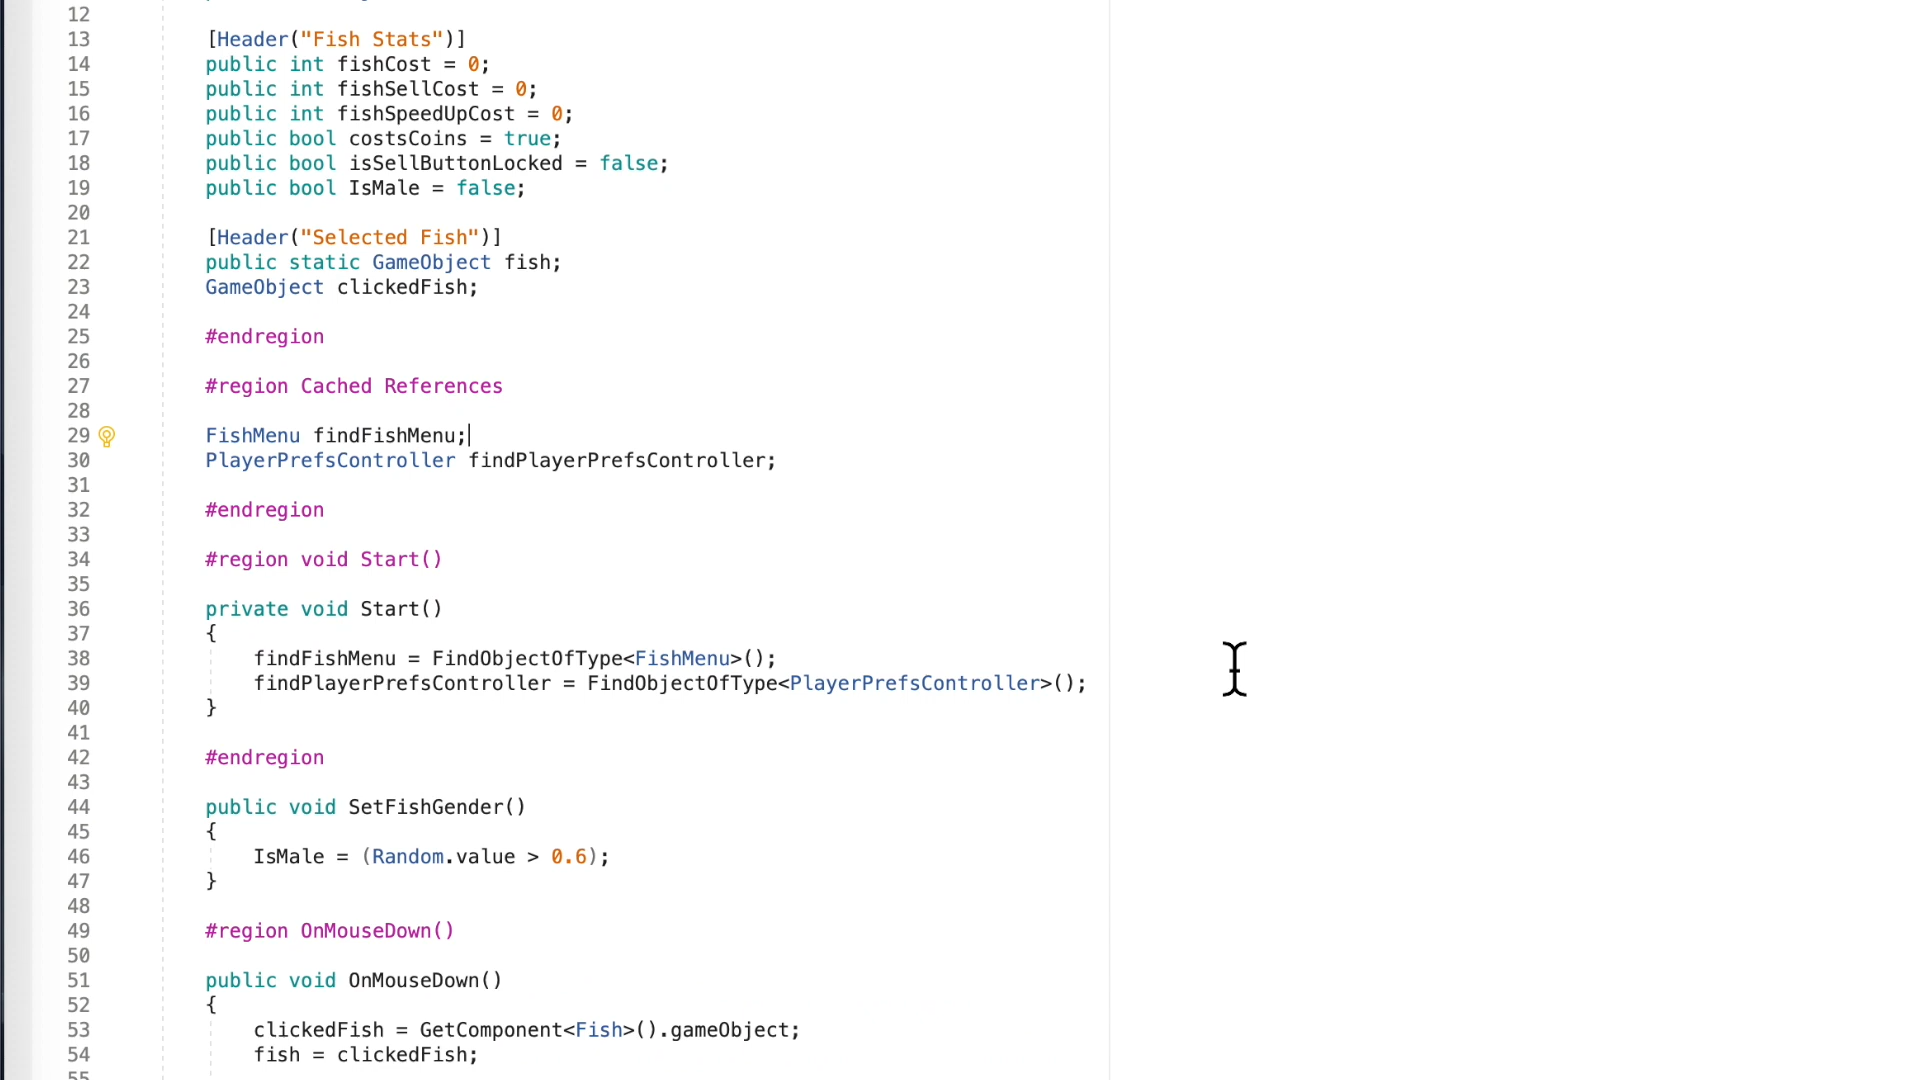 12
13 [Header("Fish Stats")]
14 public int fishCost = 0;
15 public int fishSellCost = 0;
16 public int fishSpeedUpCost = 0;
17 public bool costsCoins = true;
18 public bool isSellButtonLocked = false;
19 public bool IsMale = false;
20
21 [Header("Selected Fish")]
22 public static GameObject fish;
23 GameObject clickedFish;
24
25 #endregion
26
27 #region Cached References
28
29 FishMenu findFishMenu;
30 PlayerPrefsController findPlayerPrefsController;
31
32 #endregion
33
34 #region void Start()
35
36 private void Start()
37 {
38 findFishMenu = FindObjectOfType<FishMenu>();
39 findPlayerPrefsController = FindObjectOfType<PlayerPrefsController>();
40 }
41
42 #endregion
43
44 public void SetFishGender()
45 {
46 IsMale = (Random.value > 0.6);
47 }
48
49 #region OnMouseDown()
50
51 public void OnMouseDown()
52 {
53 clickedFish = GetComponent<Fish>().gameObject;
54 fish = clickedFish;
55